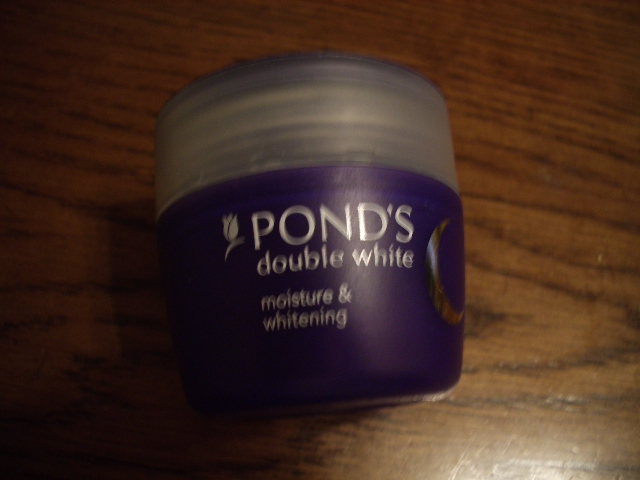 POND'S
double white
moisture &
whitening